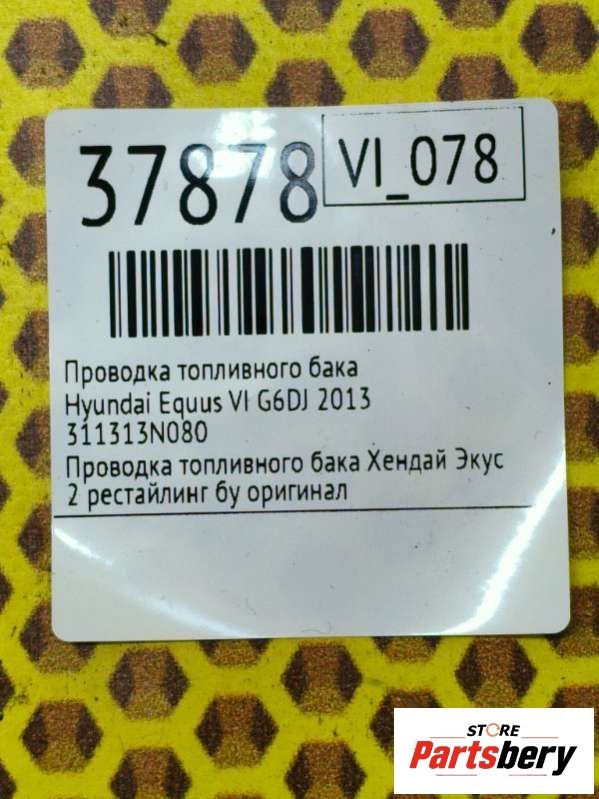 37878
VI_078
Проводка топливного бака
Hyundai Equus VI G6DJ 2013
311313N080
Проводка топливного бака Хендай Экус
2 рестайлинг бу оригинал
STORE
Partsbery